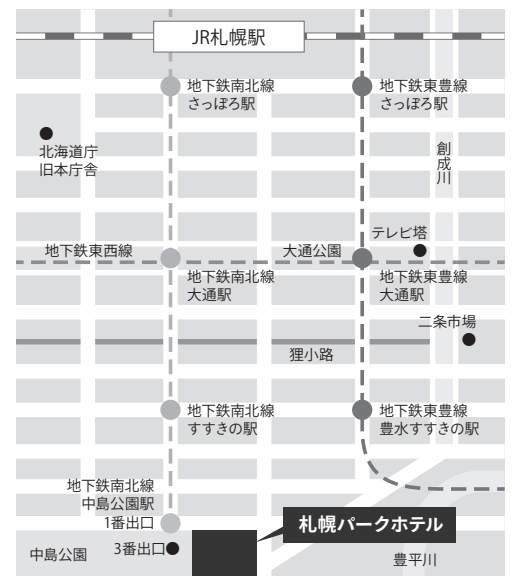 JR札幌駅
地下鉄南北線
さっぽろ駅
地下鉄東豊線
さっぽろ駅
北海道庁
旧本庁舎
創成川
テレビ塔
地下鉄東西線
大通公園
地下鉄南北線
大通駅
地下鉄東豊線
大通駅
二条市場
狸小路
地下鉄南北線
すすきの駅
地下鉄東豊線
豊水すすきの駅
地下鉄南北線
中島公園駅
1番出口
札幌パークホテル
中島公園
3番出口
豊平川